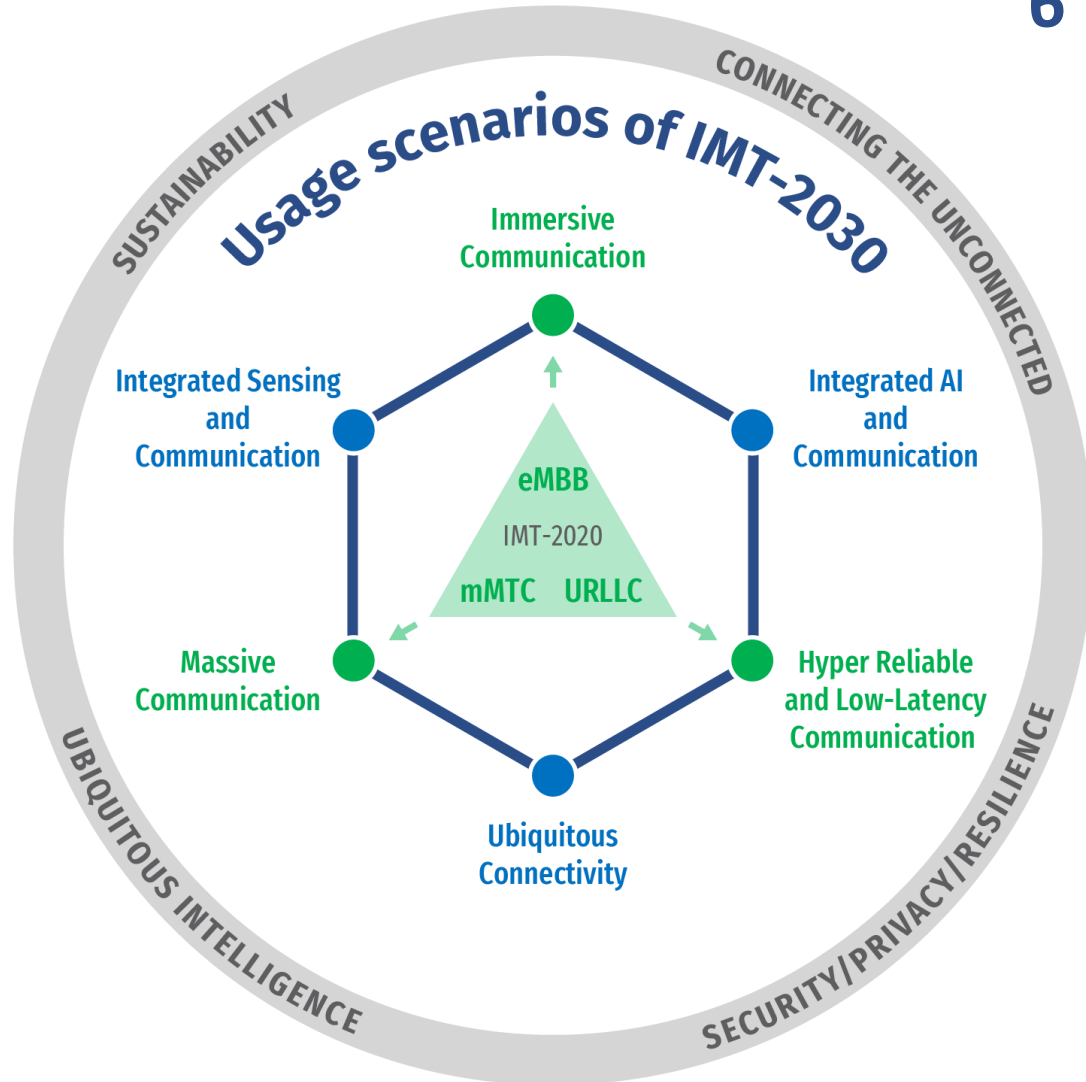 6
SUSTAINABILITY
CONNECTING THE UNCONNECTED
Usage scenarios of IMT-2030
Immersive
Communication
Integrated Sensing
and
Communication
Integrated AI
and
Communication
eMBB
IMT-2020
mMTC URLLC
Massive
Communication
Hyper Reliable
and Low-Latency
Communication
Ubiquitous
Connectivity
UBIQUITOUS INTELLIGENCE
SECURITY/PRIVACY/RESILIENCE